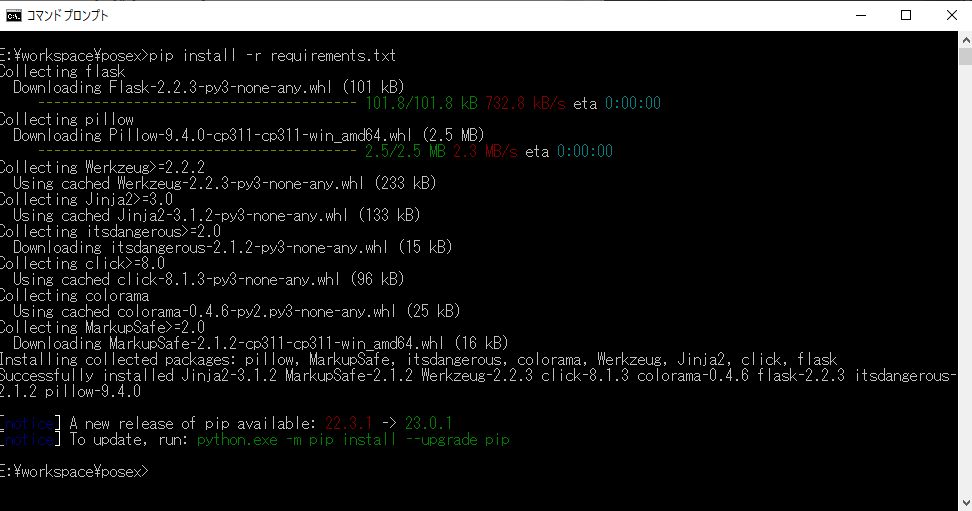 コマンド プロンプト
E:¥workspace¥posex>pip install -r requirements.txt
Collecting flask
Downloading Flask-2.2.3-py3-none-any.whl (101 kB)
---------------------------------------- 101.8/101.8 kB 732.8 kB/s eta 0:00:00
Collecting pillow
Downloading Pillow-9.4.0-cp311-cp311-win_amd64.whl (2.5 MB)
---------------------------------------- 2.5/2.5 MB 2.3 MB/s eta 0:00:00
Collecting Werkzeug>=2.2.2
Using cached Werkzeug-2.2.3-py3-none-any.whl (233 kB)
Collecting Jinja2>=3.0
Using cached Jinja2-3.1.2-py3-none-any.whl (133 kB)
Collecting itsdangerous>=2.0
Downloading itsdangerous-2.1.2-py3-none-any.whl (15 kB)
Collecting click>=8.0
Using cached click-8.1.3-py3-none-any.whl (96 kB)
Collecting colorama
Using cached colorama-0.4.6-py2.py3-none-any.whl (25 kB)
Collecting MarkupSafe>=2.0
Downloading MarkupSafe-2.1.2-cp311-cp311-win_amd64.whl (16 kB)
Installing collected packages: pillow, MarkupSafe, itsdangerous, colorama, Werkzeug, Jinja2, click, flask
Successfully installed Jinja2-3.1.2 MarkupSafe-2.1.2 Werkzeug-2.2.3 click-8.1.3 colorama-0.4.6 flask-2.2.3 itsdangerous-
2.1.2 pillow-9.4.0
[notice] A new release of pip available: 22.3.1 -> 23.0.1
[notice] To update, run: python.exe -m pip install --upgrade pip
E:¥workspace¥posex>